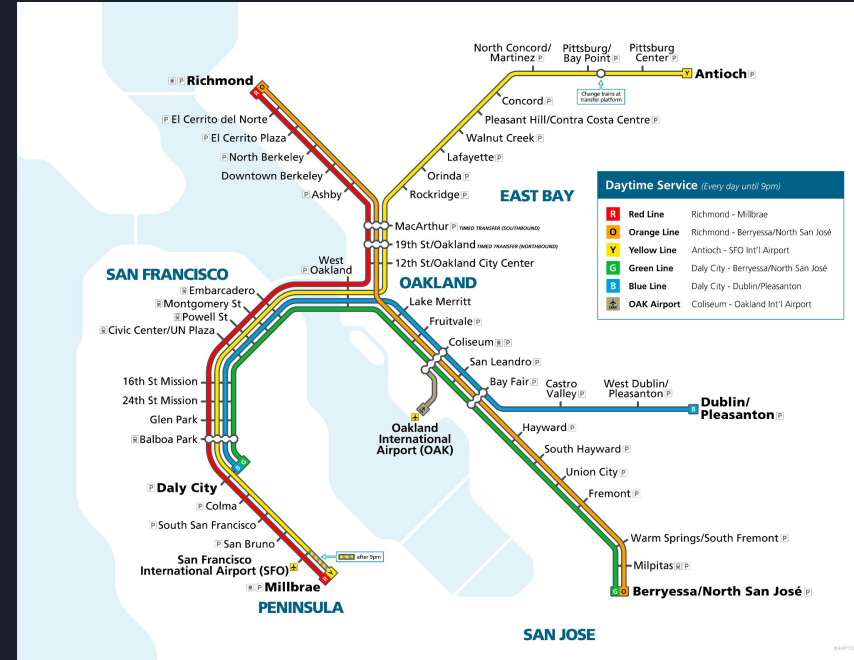 North Concord/
Martinez P
Pittsburg/
Bay Point P
Pittsburg
Center P
Y Antioch P
Change trains at
transfer platform
P Richmond
O
R
Concord P
P El Cerrito del Norte
Pleasant Hill/Contra Costa Centre P
P El Cerrito Plaza
Walnut Creek P
P North Berkeley
Lafayette P
Downtown Berkeley
Orinda P
P Ashby
Rockridge P
EAST BAY
Daytime Service (Every day until 9pm)
R Red Line Richmond - Millbrae
O Orange Line Richmond - Berryessa/North San José
Y Yellow Line Antioch - SFO Int'l Airport
G Green Line Daly City - Berryessa/North San José
B Blue Line Daly City - Dublin/Pleasanton
OAK OAK Airport Coliseum - Oakland Int'l Airport
MacArthur P TIMED TRANSFER (SOUTHBOUND)
19th St/Oakland TIMED TRANSFER (NORTHBOUND)
12th St/Oakland City Center
West
P Oakland
SAN FRANCISCO
OAKLAND
Embarcadero
Montgomery St
Powell St
Civic Center/UN Plaza
Lake Merritt
Fruitvale P
Coliseum P
San Leandro P
Bay Fair P
Castro
Valley P
West Dublin/
Pleasanton P
B Dublin/
Pleasanton P
16th St Mission
24th St Mission
Glen Park
Balboa Park
Oakland
International
Airport (OAK)
Hayward P
South Hayward P
Union City P
Fremont P
G
B
P Daly City
P Colma
P South San Francisco
P San Bruno
San Francisco
International Airport (SFO)
after 9pm
P Millbrae R Y
PENINSULA
Warm Springs/South Fremont P
Milpitas P
G O Berryessa/North San José P
SAN JOSE